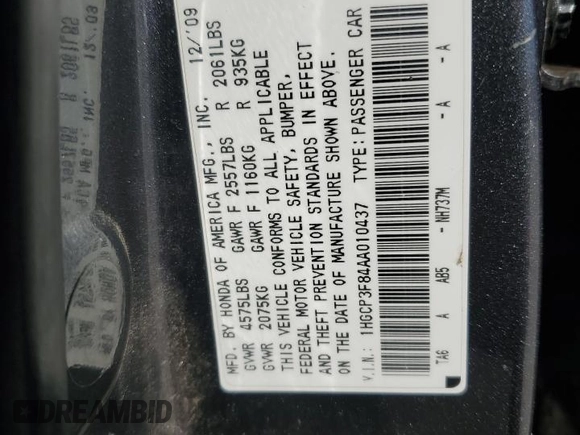 MFD. BY HONDA OF AMERICA MFG., INC. 12/'09
GVWR 4575LBS GAWR F 2557LBS R 2061LBS
GVWR 2075KG GAWR F 1160KG R 935KG
THIS VEHICLE CONFORMS TO ALL APPLICABLE
FEDERAL MOTOR VEHICLE SAFETY, BUMPER,
AND THEFT PREVENTION STANDARDS IN EFFECT
ON THE DATE OF MANUFACTURE SHOWN ABOVE.
V.I.N.: 1HGCP3F84AA010437 TYPE: PASSENGER CAR
TA6 A AB5 - NH737M - A - A
DREAMBID